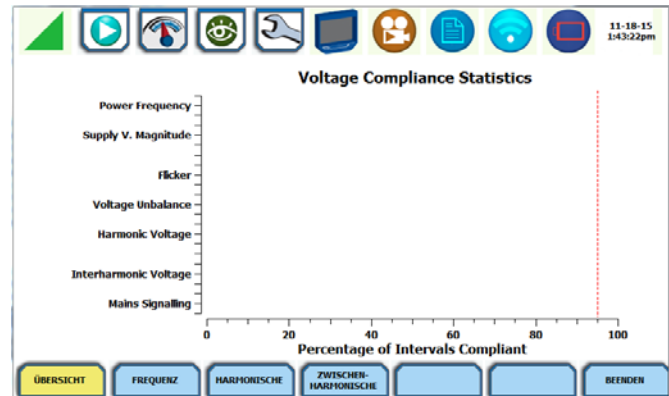 11-18-15
1:43:22pm
Voltage Compliance Statistics
Power Frequency
Supply V. Magnitude
Flicker
Voltage Unbalance
Harmonic Voltage
Interharmonic Voltage
Mains Signalling
0 20 40 60 80 100
Percentage of Intervals Compliant
ÜBERSICHT FREQUENZ HARMONISCHE ZWISCHEN- BEENDEN
HARMONISCHE